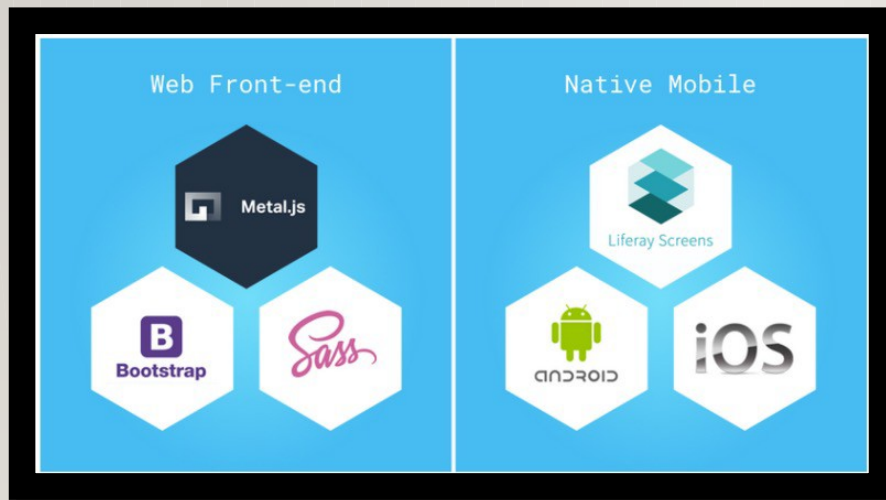 Web Front-end
Metal.js
B
Bootstrap
Sass
Native Mobile
Liferay Screens
ANDROID
iOS